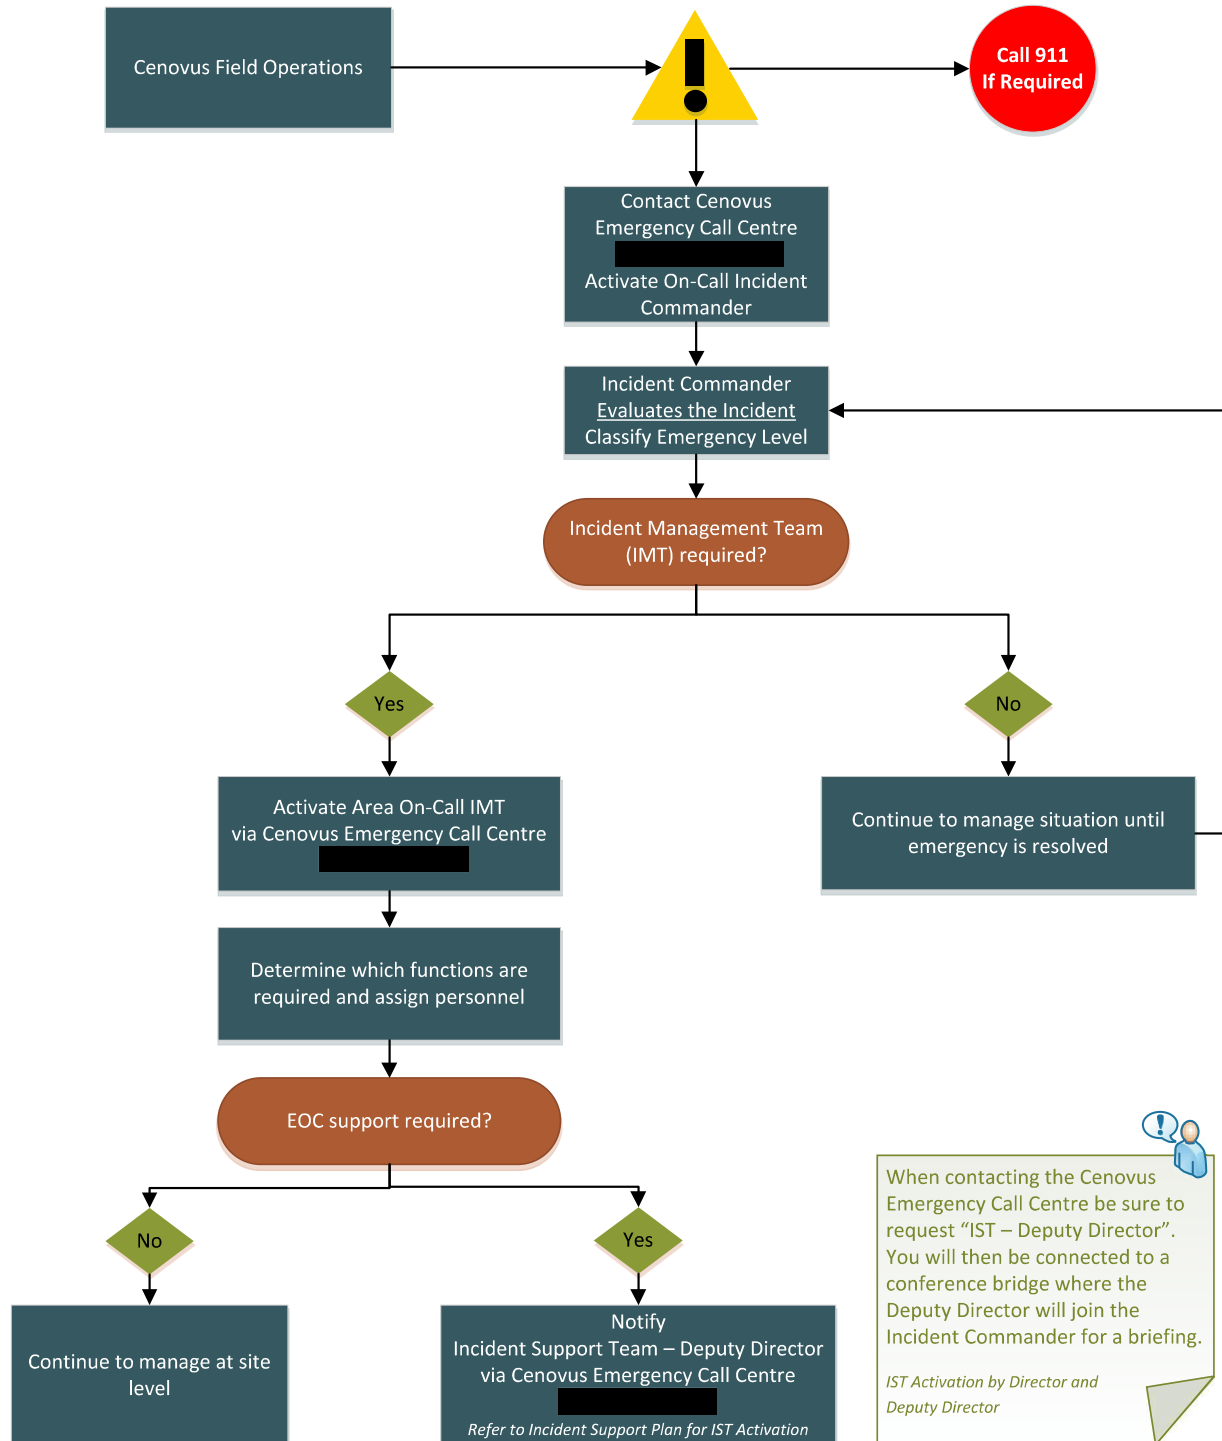 Cenovus Field Operations
Call 911
If Required
Contact Cenovus
Emergency Call Centre
Activate On-Call Incident
Commander
Incident Commander
Evaluates the Incident
Classify Emergency Level
Incident Management Team
(IMT) required?
Yes
No
Activate Area On-Call IMT
via Cenovus Emergency Call Centre
Continue to manage situation until
emergency is resolved
Determine which functions are
required and assign personnel
EOC support required?
No
Yes
Continue to manage at site
level
Notify
Incident Support Team – Deputy Director
via Cenovus Emergency Call Centre
Refer to Incident Support Plan for IST Activation
When contacting the Cenovus
Emergency Call Centre be sure to
request “IST – Deputy Director”.
You will then be connected to a
conference bridge where the
Deputy Director will join the
Incident Commander for a briefing.
IST Activation by Director and
Deputy Director